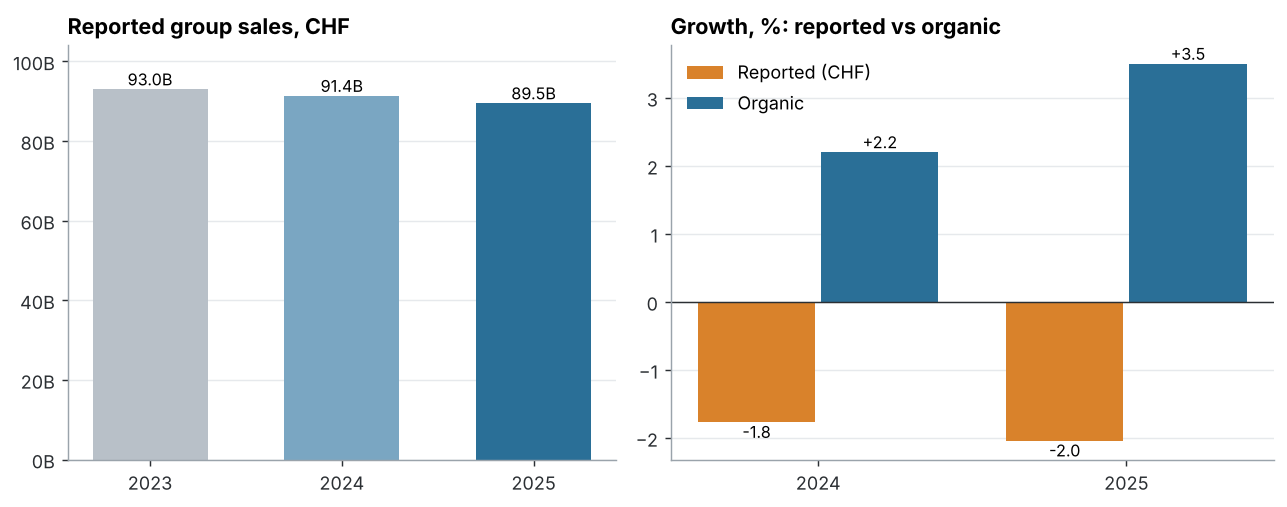 Reported group sales, CHF
100B
80B
60B
40B
20B
0B
93.0B
91.4B
89.5B
2023
2024
2025
Growth, %: reported vs organic
Reported (CHF)
Organic
3
2
1
0
−1
−2
-1.8
+2.2
-2.0
+3.5
2024
2025